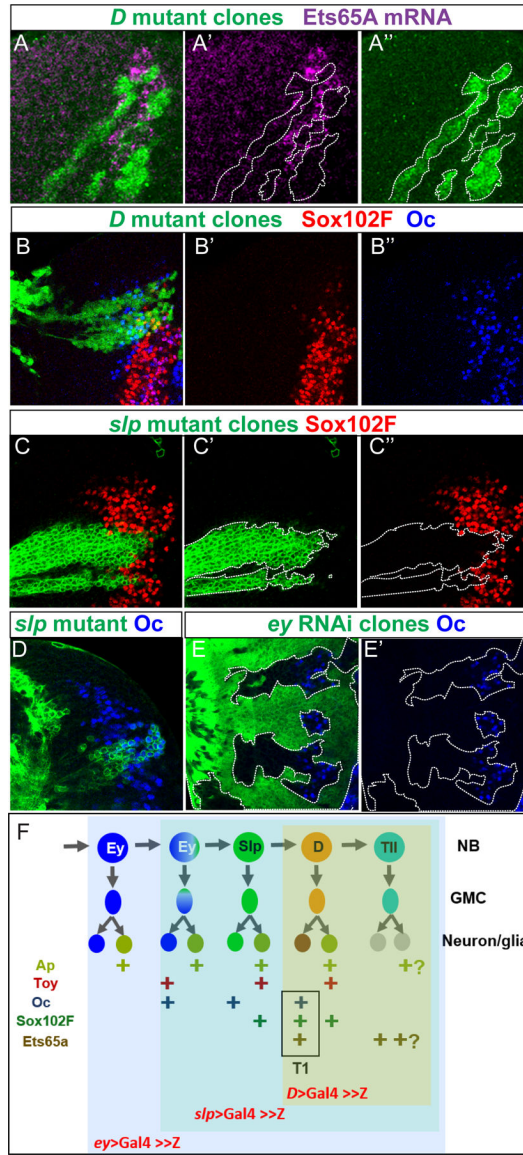 D mutant clones Ets65A mRNA
A A' A''
D mutant clones Sox102F Oc
B B' B''
slp mutant clones Sox102F
C C' C''
slp mutant Oc ey RNAi clones Oc
D E E'
F
Ey Ey Slp D Tll NB
GMC
Neuron/glia
Ap + + + +?
Toy + + +
Oc + + +
Sox102F + + +
Ets65a + ++?
T1
D>Gal4 >>Z
slp>Gal4 >>Z
ey>Gal4 >>Z